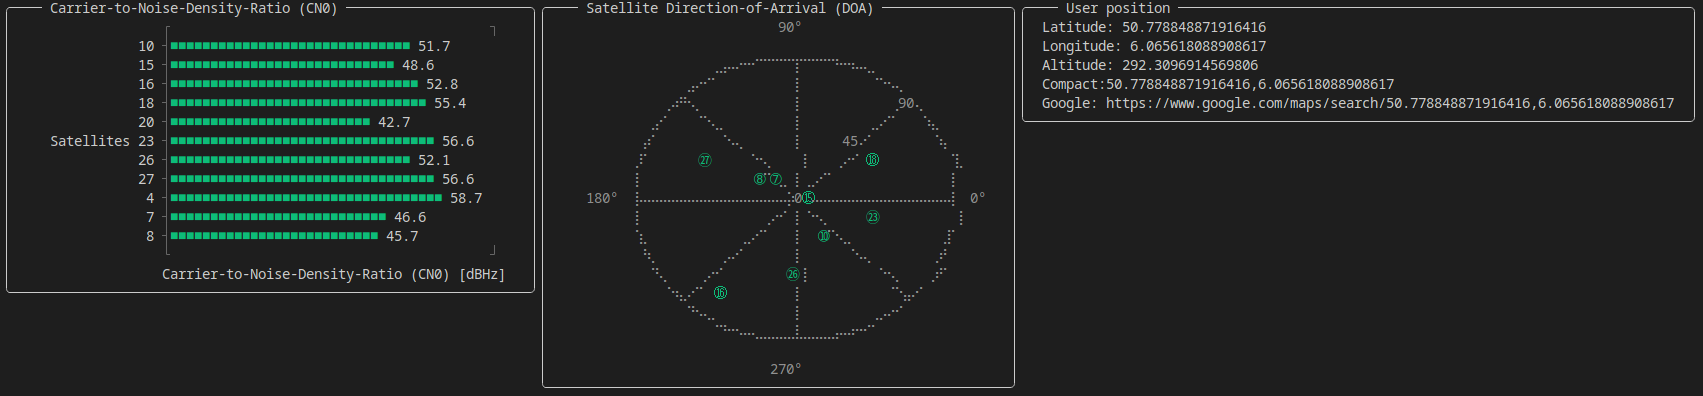 Carrier-to-Noise-Density-Ratio (CN0)
10 51.7
15 48.6
16 52.8
18 55.4
20 42.7
Satellites 23 56.6
26 52.1
27 56.6
4 58.7
7 46.6
8 45.7
Carrier-to-Noise-Density-Ratio (CN0) [dBHz]
Satellite Direction-of-Arrival (DOA)
90°
90
45
㉗ ⑱
⑧ ⑦
180° 0 ⑮ 0°
㉓
⑩
㉖
⑯
270°
User position
Latitude: 50.778848871916416
Longitude: 6.065618088908617
Altitude: 292.3096914569806
Compact:50.778848871916416,6.065618088908617
Google: https://www.google.com/maps/search/50.778848871916416,6.065618088908617